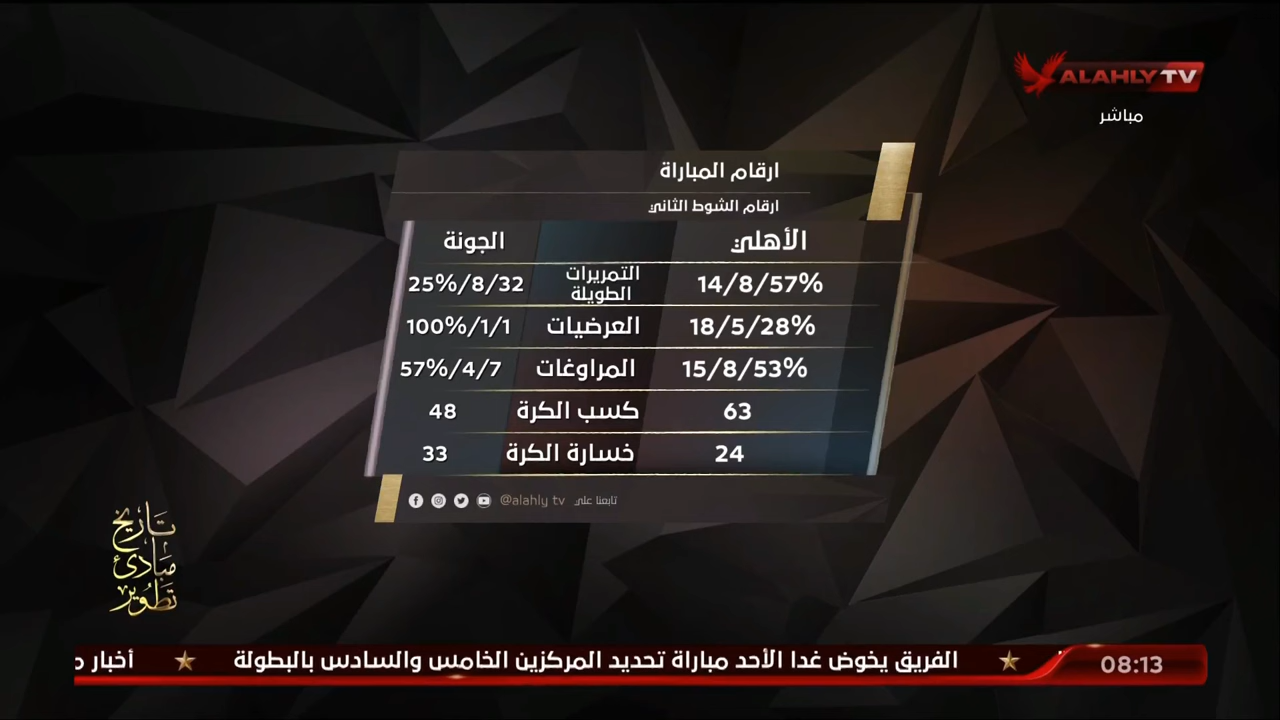 ALAHLY TV
مباشر
ارقام المباراة
ارقام الشوط الثاني
الأهلي الجونة
14/8/57% التمريرات الطويلة 25%/8/32
18/5/28% العرضيات 100%/1/1
15/8/53% المراوغات 57%/4/7
63 كسب الكرة 48
24 خسارة الكرة 33
تابعنا علي @alahly tv
تاريخ
مبادئ
تطوير
08:13 الفريق يخوض غدا الأحد مباراة تحديد المركزين الخامس والسادس بالبطولة أخبار